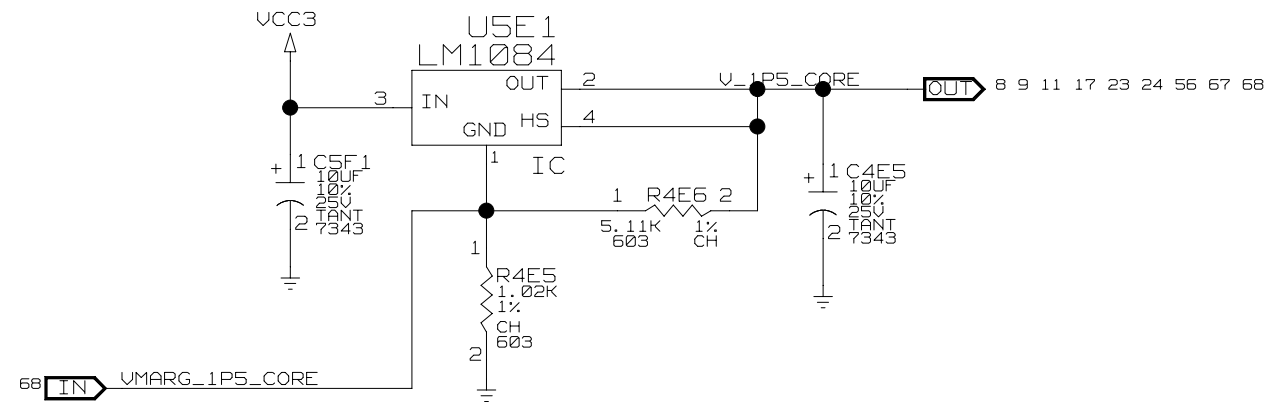 VCC3
U5E1
LM1084
3
IN
OUT
2
V_1P5_CORE
OUT
8 9 11 17 23 24 56 67 68
HS
4
GND
1
IC
+
1
C5F1
10UF
10%
25V
TANT
7343
2
1
R4E6
2
5.11K
603
1%
CH
+
1
C4E5
10UF
10%
25V
TANT
7343
2
1
R4E5
1.02K
1%
CH
603
2
68
IN
VMARG_1P5_CORE